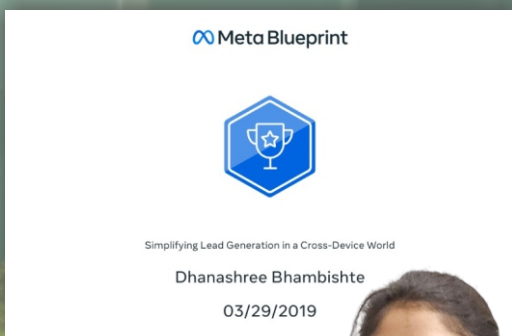 Meta Blueprint
Simplifying Lead Generation in a Cross-Device World
Dhanashree Bhambishte
03/29/2019